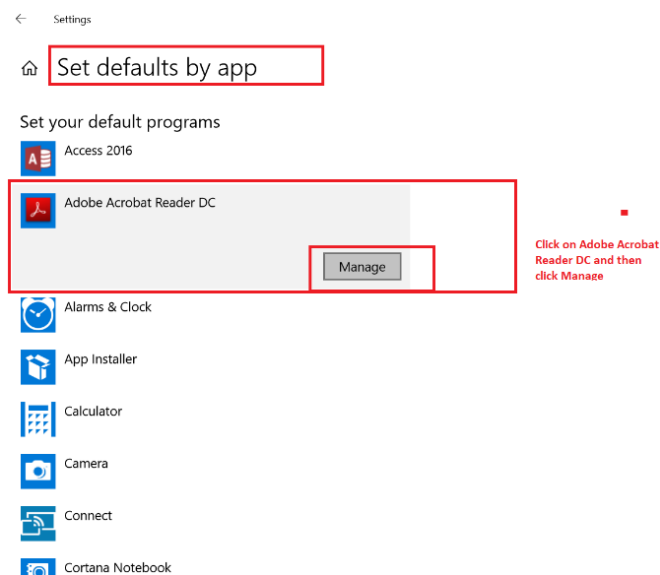 Settings
Set defaults by app
Set your default programs
Access 2016
Adobe Acrobat Reader DC
Manage
Click on Adobe Acrobat
Reader DC and then
click Manage
Alarms & Clock
App Installer
Calculator
Camera
Connect
Cortana Notebook